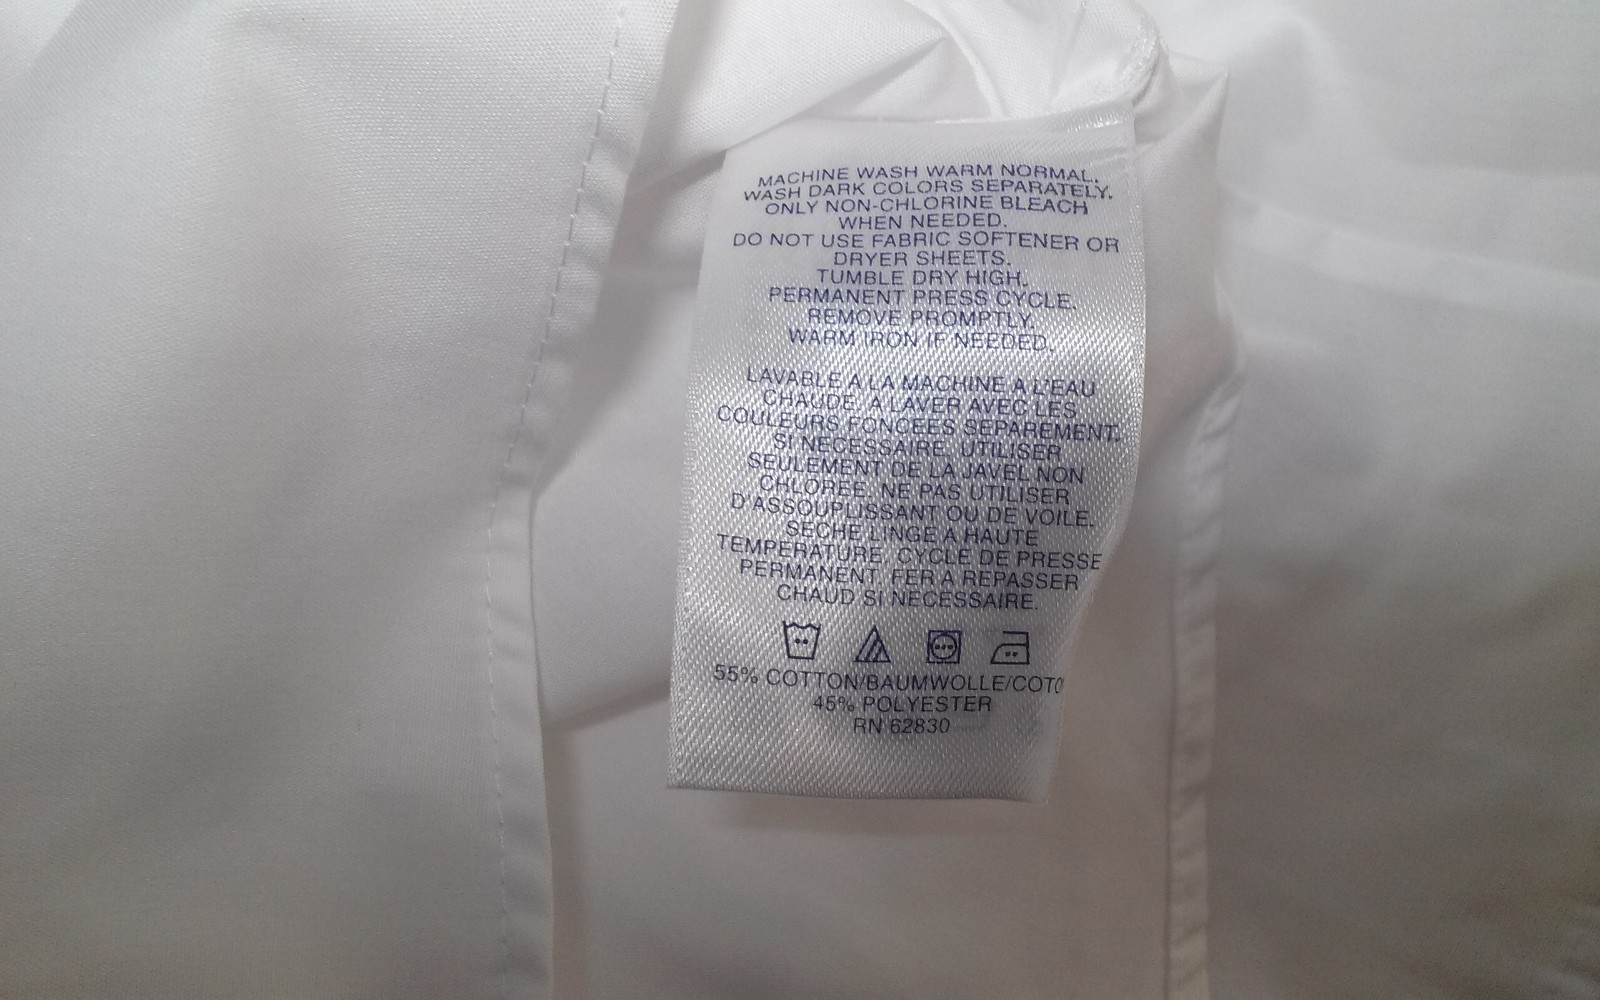 MACHINE WASH WARM NORMAL.
WASH DARK COLORS SEPARATELY.
ONLY NON-CHLORINE BLEACH
WHEN NEEDED.
DO NOT USE FABRIC SOFTENER OR
DRYER SHEETS.
TUMBLE DRY HIGH.
PERMANENT PRESS CYCLE.
REMOVE PROMPTLY.
WARM IRON IF NEEDED.
LAVABLE A LA MACHINE A L'EAU
CHAUDE. A LAVER AVEC LES
COULEURS FONCEES SEPAREMENT.
SI NECESSAIRE, UTILISER
SEULEMENT DE LA JAVEL NON
CHLOREE. NE PAS UTILISER
D'ASSOUPLISSANT OU DE VOILE.
SECHE LINGE A HAUTE
TEMPERATURE. CYCLE DE PRESSE
PERMANENT. FER A REPASSER
CHAUD SI NECESSAIRE.
55% COTTON/BAUMWOLLE/COTO
45% POLYESTER
RN 62830